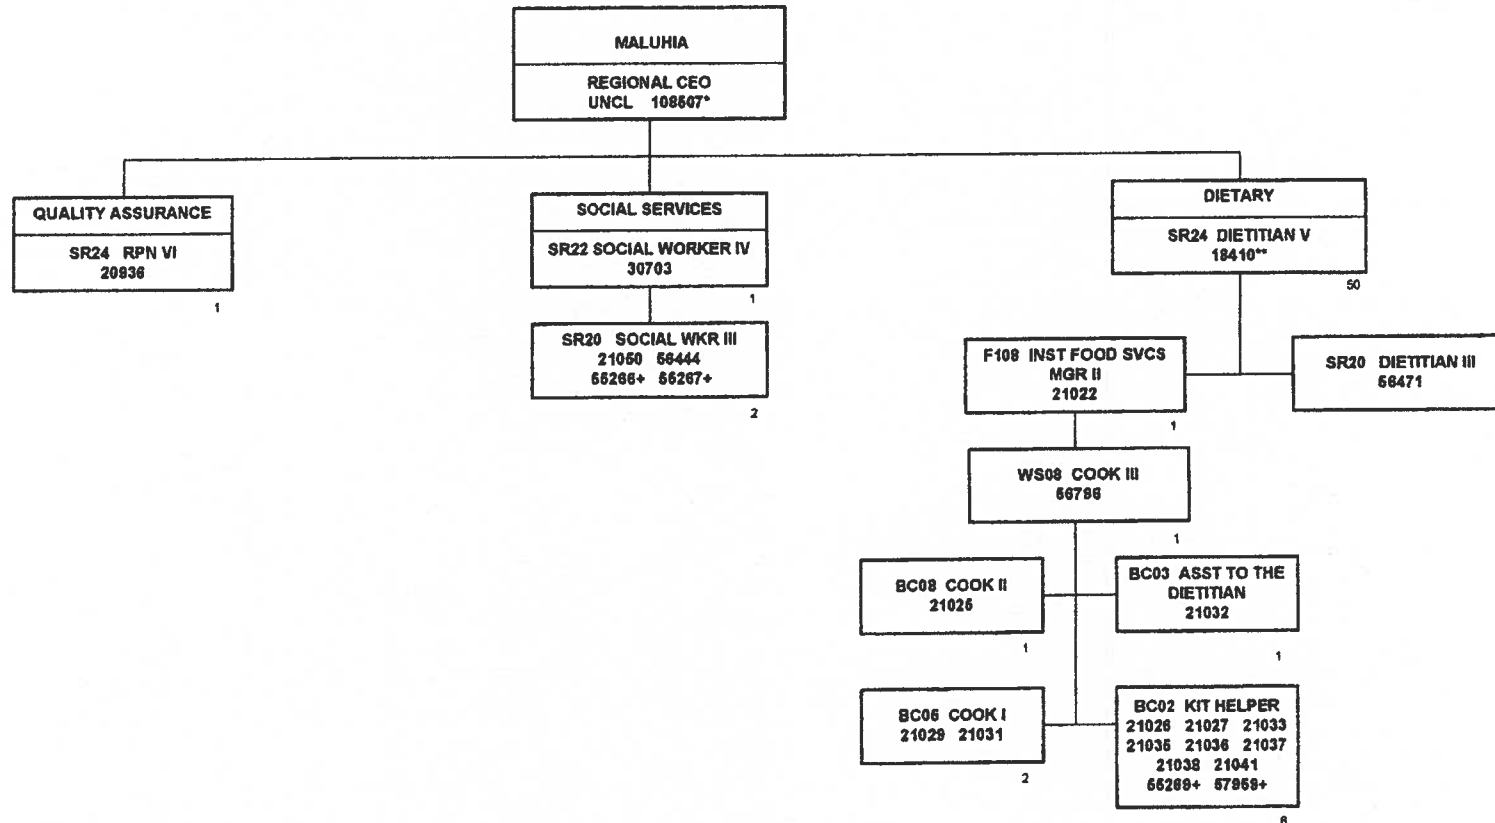 MALUHIA
REGIONAL CEO
UNCL 108507*
QUALITY ASSURANCE
SR24 RPN VI
20936
1
SOCIAL SERVICES
SR22 SOCIAL WORKER IV
30703
1
SR20 SOCIAL WKR III
21050 56444
55266+ 55267+
2
DIETARY
SR24 DIETITIAN V
18410**
50
F108 INST FOOD SVCS
MGR II
21022
1
SR20 DIETITIAN III
56471
WS08 COOK III
56786
1
BC08 COOK II
21025
1
BC03 ASST TO THE
DIETITIAN
21032
1
BC05 COOK I
21029 21031
2
BC02 KIT HELPER
21026 21027 21033
21035 21036 21037
21038 21041
55269+ 57959+
8